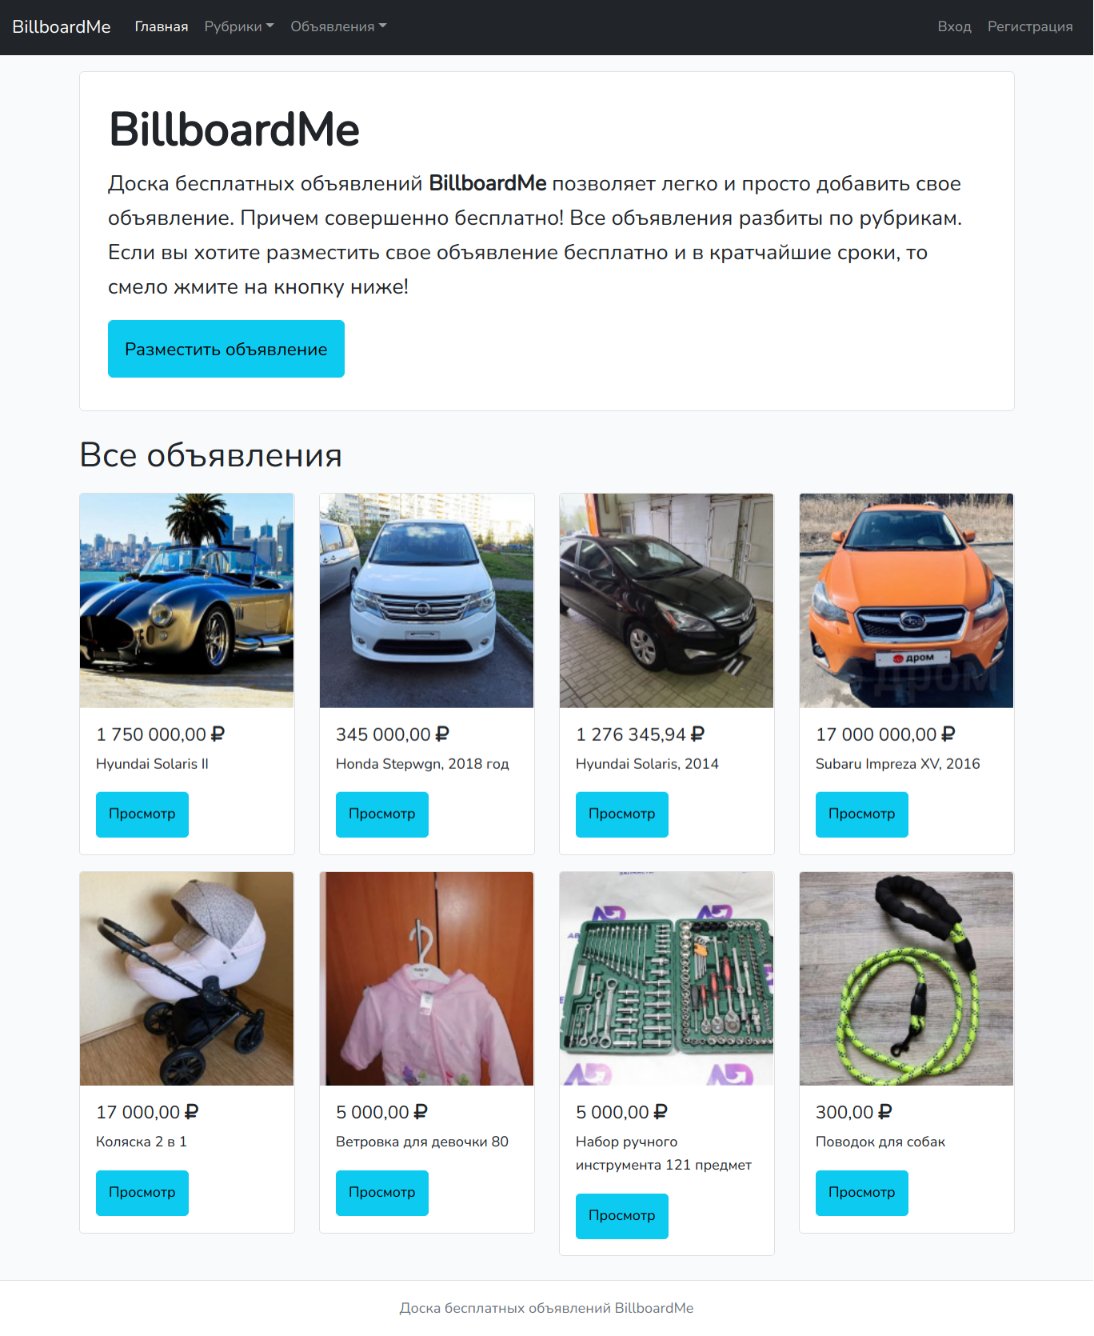 BillboardMe Главная Рубрики Объявления Вход Регистрация
BillboardMe
Доска бесплатных объявлений BillboardMe позволяет легко и просто добавить свое
объявление. Причем совершенно бесплатно! Все объявления разбиты по рубрикам.
Если вы хотите разместить свое объявление бесплатно и в кратчайшие сроки, то
смело жмите на кнопку ниже!
Разместить объявление
Все объявления
дром
дром
1 750 000,00 ₽
Hyundai Solaris II
Просмотр
345 000,00 ₽
Honda Stepwgn, 2018 год
Просмотр
1 276 345,94 ₽
Hyundai Solaris, 2014
Просмотр
17 000 000,00 ₽
Subaru Impreza XV, 2016
Просмотр
17 000,00 ₽
Коляска 2 в 1
Просмотр
5 000,00 ₽
Ветровка для девочки 80
Просмотр
5 000,00 ₽
Набор ручного
инструмента 121 предмет
Просмотр
300,00 ₽
Поводок для собак
Просмотр
Доска бесплатных объявлений BillboardMe